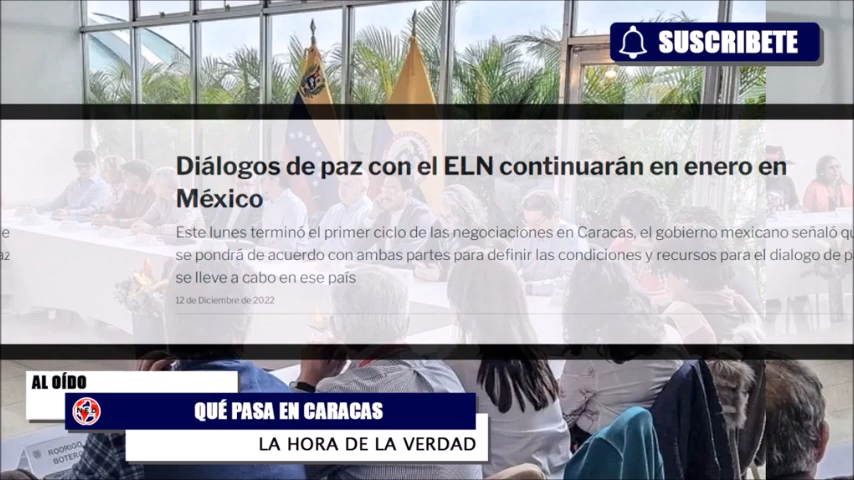 SUSCRIBETE
Diálogos de paz con el ELN continuarán en enero en
México
Este lunes terminó el primer ciclo de las negociaciones en Caracas, el gobierno mexicano señaló qu
se pondrá de acuerdo con ambas partes para definir las condiciones y recursos para el dialogo de p
se lleve a cabo en ese país
12 de Diciembre de 2022
AL OÍDO
QUÉ PASA EN CARACAS
LA HORA DE LA VERDAD
RODRIGO
BOTERO